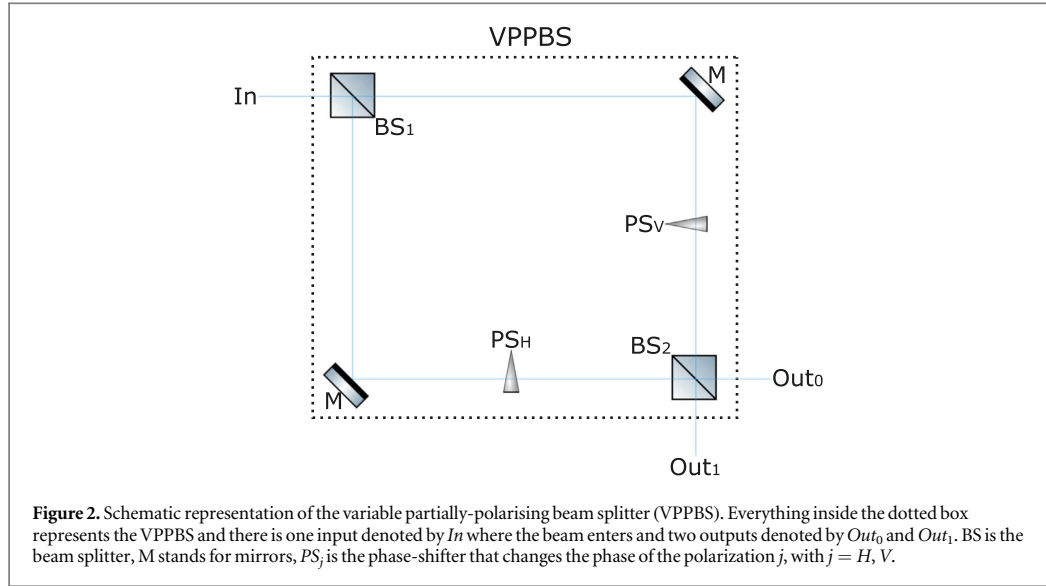 VPPBS
In
M
BS1
PSV
PSH
BS2
Out0
M
Out1
Figure 2. Schematic representation of the variable partially-polarising beam splitter (VPPBS). Everything inside the dotted box
represents the VPPBS and there is one input denoted by In where the beam enters and two outputs denoted by Out0 and Out1. BS is the
beam splitter, M stands for mirrors, PSj is the phase-shifter that changes the phase of the polarization j, with j = H, V.